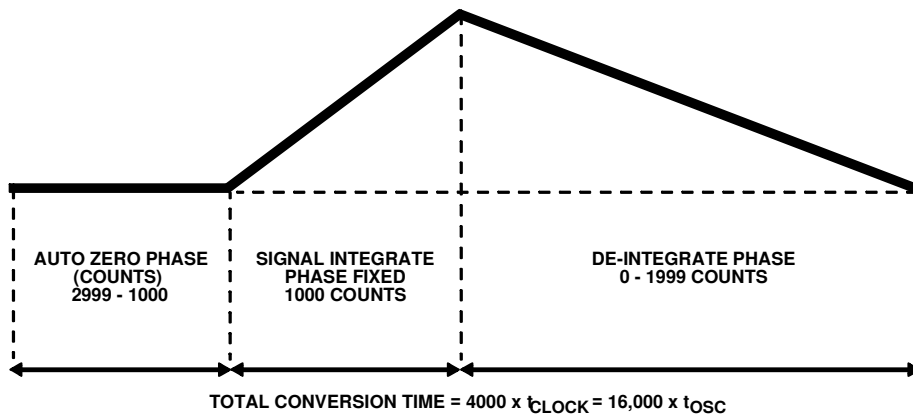 AUTO ZERO PHASE
(COUNTS)
2999 - 1000
SIGNAL INTEGRATE
PHASE FIXED
1000 COUNTS
DE-INTEGRATE PHASE
0 - 1999 COUNTS
TOTAL CONVERSION TIME = 4000 x tCLOCK = 16,000 x tOSC